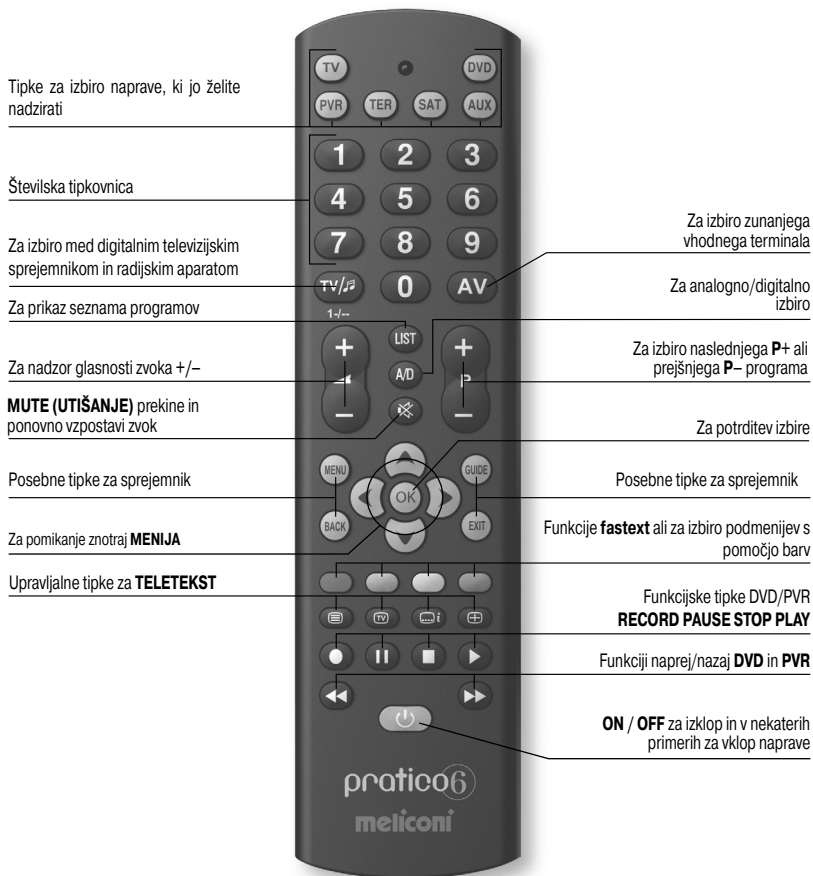 TV
DVD
PVR
TER
SAT
AUX
1
2
3
4
5
6
7
8
9
TV/♬
0
AV
1-/--
LIST
+
+
A/D
P
−
−
MENU
GUIDE
OK
BACK
EXIT
TV
i
pratico6
meliconi
Tipke za izbiro naprave, ki jo želite
nadzirati
Številska tipkovnica
Za izbiro med digitalnim televizijskim
sprejemnikom in radijskim aparatom
Za prikaz seznama programov
Za nadzor glasnosti zvoka +/–
MUTE (UTIŠANJE) prekine in
ponovno vzpostavi zvok
Posebne tipke za sprejemnik
Za pomikanje znotraj MENIJA
Upravljalne tipke za TELETEKST
Za izbiro zunanjega
vhodnega terminala
Za analogno/digitalno
izbiro
Za izbiro naslednjega P+ ali
prejšnjega P– programa
Za potrditev izbire
Posebne tipke za sprejemnik
Funkcije fastext ali za izbiro podmenijev s
pomočjo barv
Funkcijske tipke DVD/PVR
RECORD PAUSE STOP PLAY
Funkciji naprej/nazaj DVD in PVR
ON / OFF za izklop in v nekaterih
primerih za vklop naprave